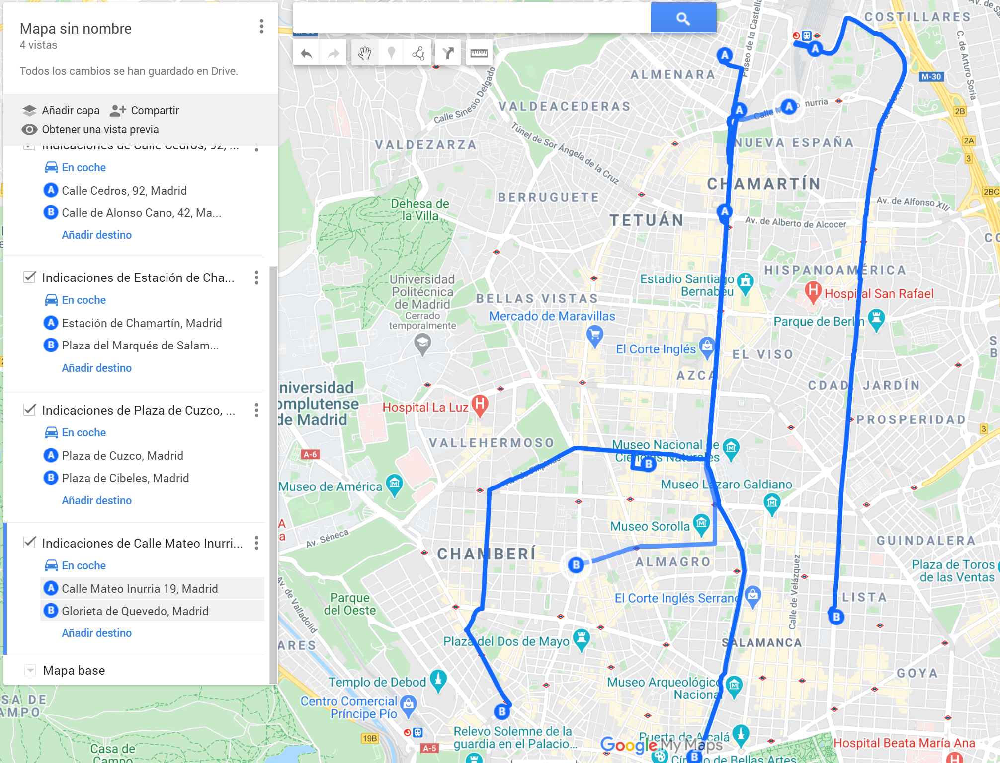 Mapa sin nombre
4 vistas
Todos los cambios se han guardado en Drive.
Añadir capa
Compartir
Obtener una vista previa
Indicaciones de Calle Cedros, 92, ...
En coche
A Calle Cedros, 92, Madrid
B Calle de Alonso Cano, 42, Ma...
Añadir destino
Indicaciones de Estación de Cha...
En coche
A Estación de Chamartín, Madrid
B Plaza del Marqués de Salam...
Añadir destino
Indicaciones de Plaza de Cuzco, ...
En coche
A Plaza de Cuzco, Madrid
B Plaza de Cibeles, Madrid
Añadir destino
Indicaciones de Calle Mateo Inurri...
En coche
A Calle Mateo Inurria 19, Madrid
B Glorieta de Quevedo, Madrid
Añadir destino
Mapa base
COSTILLARES
Paseo de la Castella
C. de Arturo Soria
M-30
A
A
ALMENARA
VALDEACEDERAS
Calle Sinesio Delgado
A
A
Calle M
nurria
2B
Túnel de Sor Ángela de la Cruz
VALDEZARZA
NUEVA ESPAÑA
2A
3
CHAMARTÍN
2BC
BERRUGUETE
Dehesa de
la Villa
Av. de Alfonso XIII
A
TETUÁN
Av. de Alberto de Alcocer
HISPANOAMÉRICA
Estadio Santiago
Bernabéu
Universidad
Politécnica
de Madrid
Cerrado
temporalmente
H
Hospital San Rafael
BELLAS VISTAS
Mercado de Maravillas
Parque de Berlín
El Corte Inglés
EL VISO
AZCA
niversidad
omplutense
de Madrid
CDAD. JARDÍN
Hospital La Luz
H
PROSPERIDAD
3
VALLEHERMOSO
Museo Nacional de
Ciencias Naturales
A-6
Av. de Filipinas
B
Museo de América
Museo Lázaro Galdiano
Museo Sorolla
Av. Séneca
GUINDALERA
CHAMBERÍ
B
ALMAGRO
Plaza de Toros
de las Ventas
Calle de Velázquez
Av. de Valladolid
Parque
del Oeste
El Corte Inglés Serrano
LISTA
B
Plaza del Dos de Mayo
SALAMANCA
ARES
GOYA
Templo de Debod
Museo Arqueológico
Nacional
SA DE
AMPO
Centro Comercial
Príncipe Pío
B
Relevo Solemne de la
guardia en el Palacio...
19B
A-5
Puerta de Alcalá
Google My Maps
Hospital Beata María Ana
H
Casa de
Campo
B
Círculo de Bellas Artes